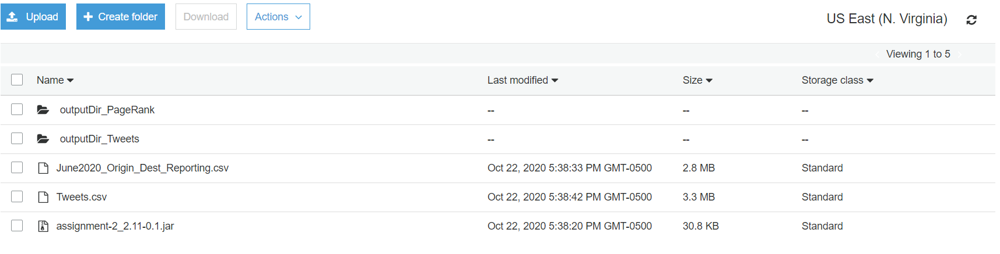 Upload Create folder Download Actions US East (N. Virginia)
Viewing 1 to 5
Name Last modified Size Storage class
outputDir_PageRank -- -- --
outputDir_Tweets -- -- --
June2020_Origin_Dest_Reporting.csv Oct 22, 2020 5:38:33 PM GMT-0500 2.8 MB Standard
Tweets.csv Oct 22, 2020 5:38:42 PM GMT-0500 3.3 MB Standard
assignment-2_2.11-0.1.jar Oct 22, 2020 5:38:20 PM GMT-0500 30.8 KB Standard